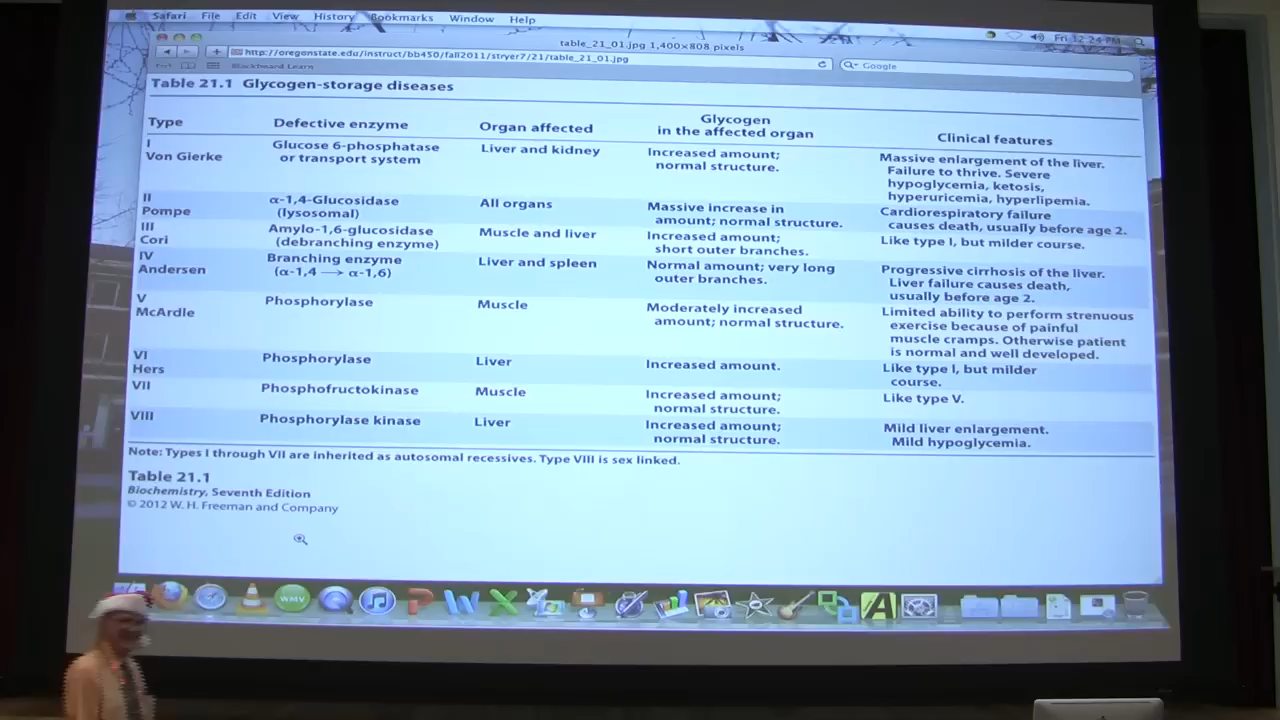 Safari File Edit View History Bookmarks Window Help
Fri 12:24 PM
table_21_01.jpg 1,400×808 pixels
http://oregonstate.edu/instruct/bb450/fall2011/stryer7/21/table_21_01.jpg
Google
Blackboard Learn
Table 21.1 Glycogen-storage diseases
Type Defective enzyme Organ affected Glycogen in the affected organ Clinical features
I Von Gierke Glucose 6-phosphatase or transport system Liver and kidney Increased amount; normal structure. Massive enlargement of the liver. Failure to thrive. Severe hypoglycemia, ketosis, hyperuricemia, hyperlipemia.
II Pompe α-1,4-Glucosidase (lysosomal) All organs Massive increase in amount; normal structure. Cardiorespiratory failure causes death, usually before age 2.
III Cori Amylo-1,6-glucosidase (debranching enzyme) Muscle and liver Increased amount; short outer branches. Like type I, but milder course.
IV Andersen Branching enzyme (α-1,4 ⟶ α-1,6) Liver and spleen Normal amount; very long outer branches. Progressive cirrhosis of the liver. Liver failure causes death, usually before age 2.
V McArdle Phosphorylase Muscle Moderately increased amount; normal structure. Limited ability to perform strenuous exercise because of painful muscle cramps. Otherwise patient is normal and well developed.
VI Hers Phosphorylase Liver Increased amount. Like type I, but milder course.
VII Phosphofructokinase Muscle Increased amount; normal structure. Like type V.
VIII Phosphorylase kinase Liver Increased amount; normal structure. Mild liver enlargement. Mild hypoglycemia.
Note: Types I through VII are inherited as autosomal recessives. Type VIII is sex linked.
Table 21.1
Biochemistry, Seventh Edition
© 2012 W. H. Freeman and Company
WMV